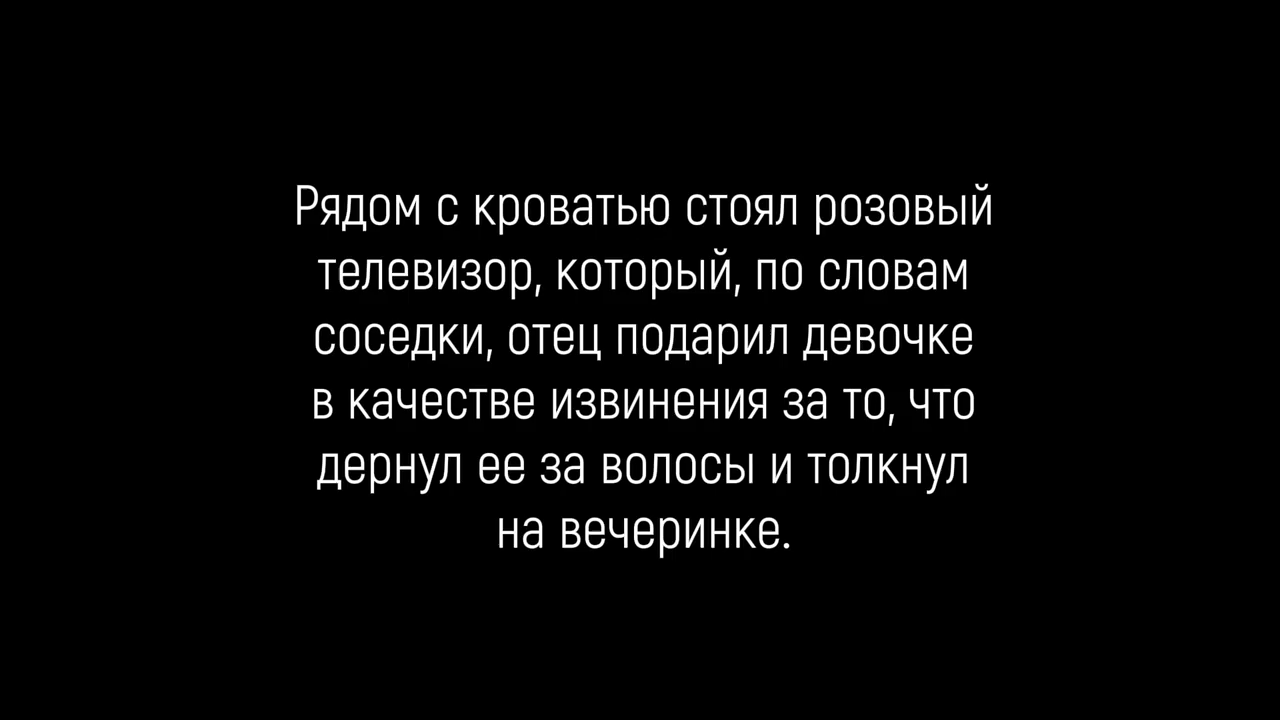 Рядом с кроватью стоял розовый
телевизор, который, по словам
соседки, отец подарил девочке
в качестве извинения за то, что
дернул ее за волосы и толкнул
на вечеринке.